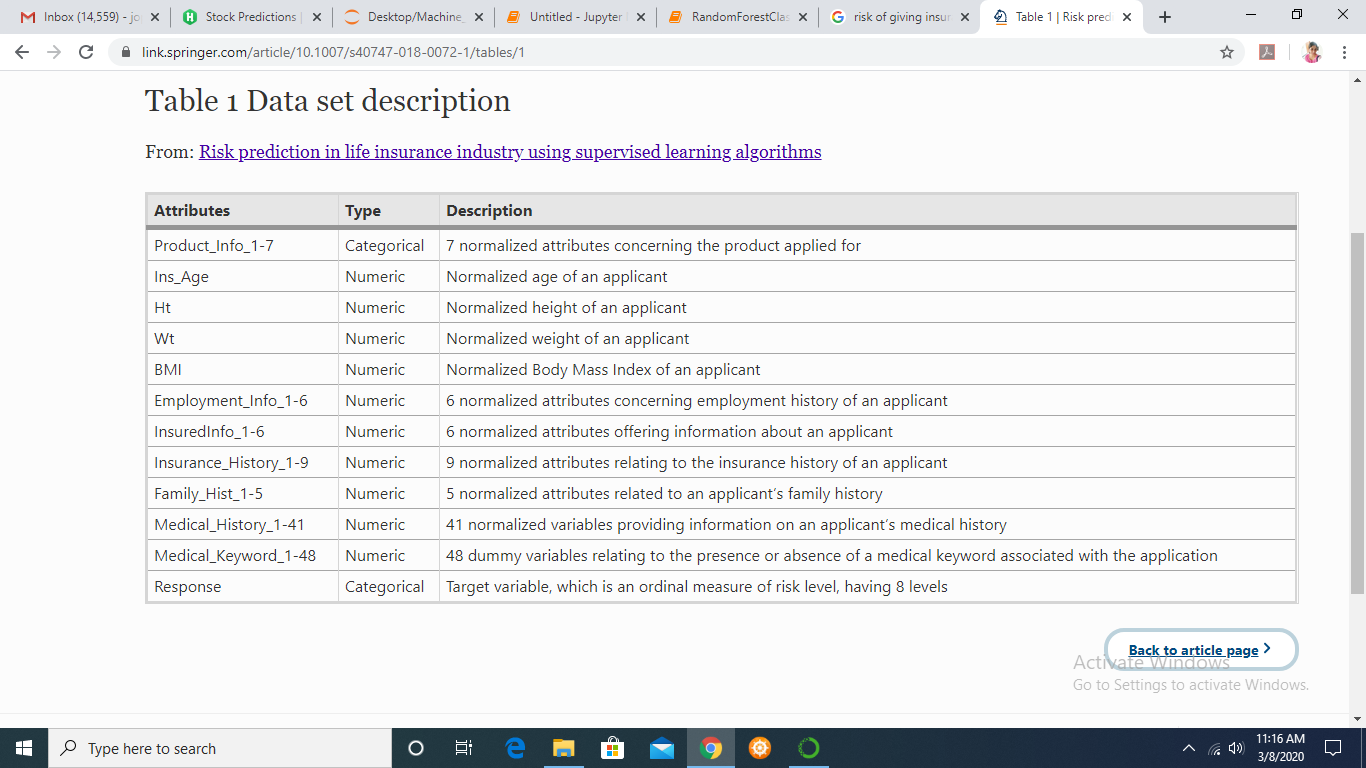 Inbox (14,559) - jo
Stock Predictions
Desktop/Machine_
Untitled - Jupyter
RandomForestClas
risk of giving insur
Table 1 | Risk pred
link.springer.com/article/10.1007/s40747-018-0072-1/tables/1
Table 1 Data set description
From: Risk prediction in life insurance industry using supervised learning algorithms
Attributes Type Description
Product_Info_1-7 Categorical 7 normalized attributes concerning the product applied for
Ins_Age Numeric Normalized age of an applicant
Ht Numeric Normalized height of an applicant
Wt Numeric Normalized weight of an applicant
BMI Numeric Normalized Body Mass Index of an applicant
Employment_Info_1-6 Numeric 6 normalized attributes concerning employment history of an applicant
InsuredInfo_1-6 Numeric 6 normalized attributes offering information about an applicant
Insurance_History_1-9 Numeric 9 normalized attributes relating to the insurance history of an applicant
Family_Hist_1-5 Numeric 5 normalized attributes related to an applicant's family history
Medical_History_1-41 Numeric 41 normalized variables providing information on an applicant's medical history
Medical_Keyword_1-48 Numeric 48 dummy variables relating to the presence or absence of a medical keyword associated with the application
Response Categorical Target variable, which is an ordinal measure of risk level, having 8 levels
Back to article page
Activate Windows
Go to Settings to activate Windows.
Type here to search
11:16 AM
3/8/2020